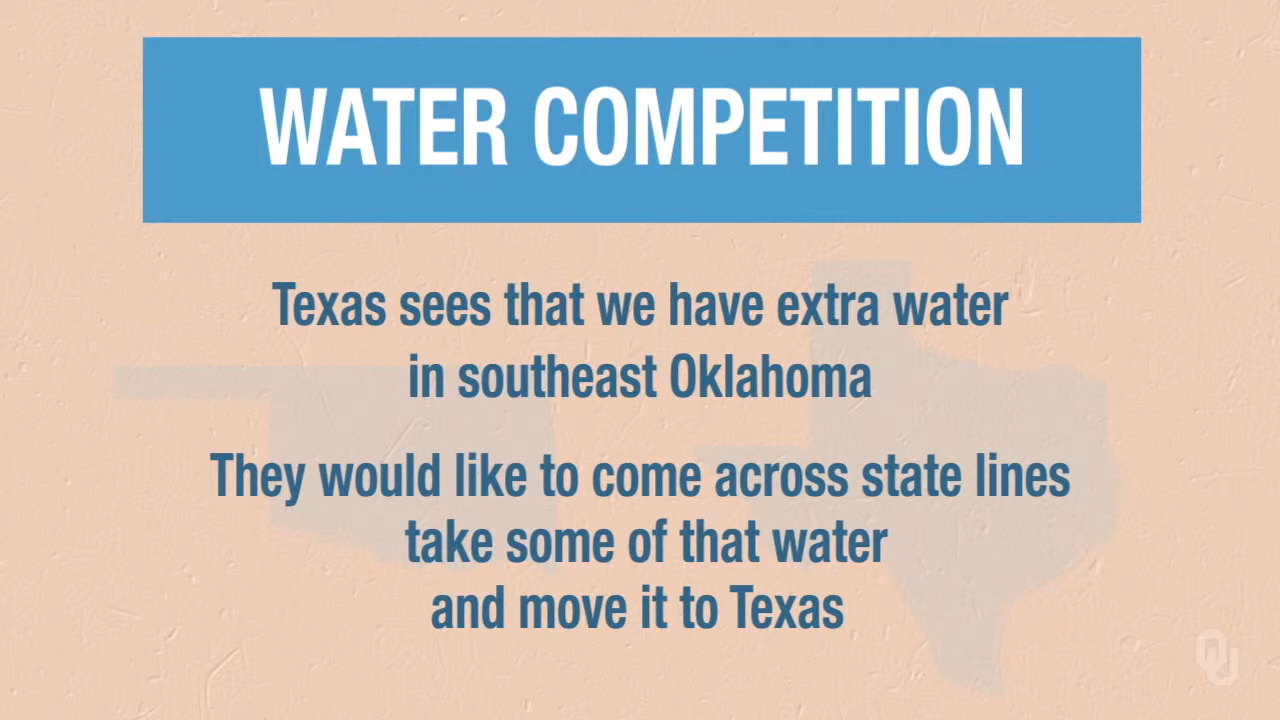 WATER COMPETITION
Texas sees that we have extra water
in southeast Oklahoma
They would like to come across state lines
take some of that water
and move it to Texas
OU